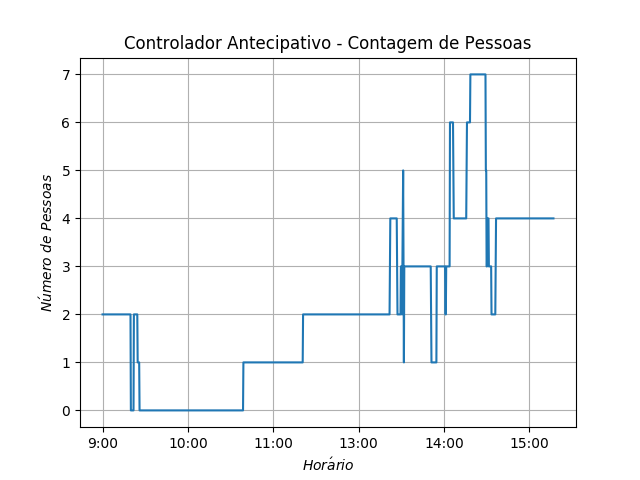 Controlador Antecipativo - Contagem de Pessoas
7
6
5
4
3
2
1
0
Número de Pessoas
9:00 10:00 11:00 13:00 14:00 15:00
Horário